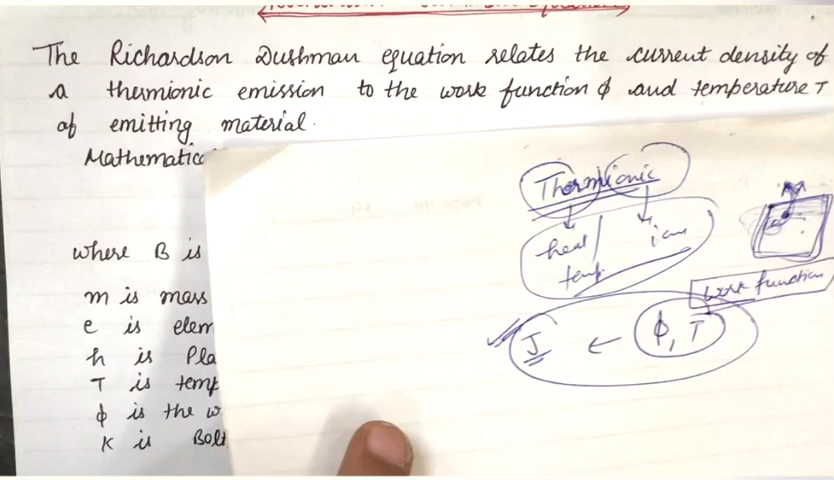 The Richardson Dushman equation relates the current density of
a thermionic emission to the work function ϕ and temperature T
of emitting material.
Mathematica
where B is
m is mass
e is elem
h is Pla
T is temp
ϕ is the w
K is Bolt
Thermionic
heat/ ions
temp.
work function
J ← ϕ, T